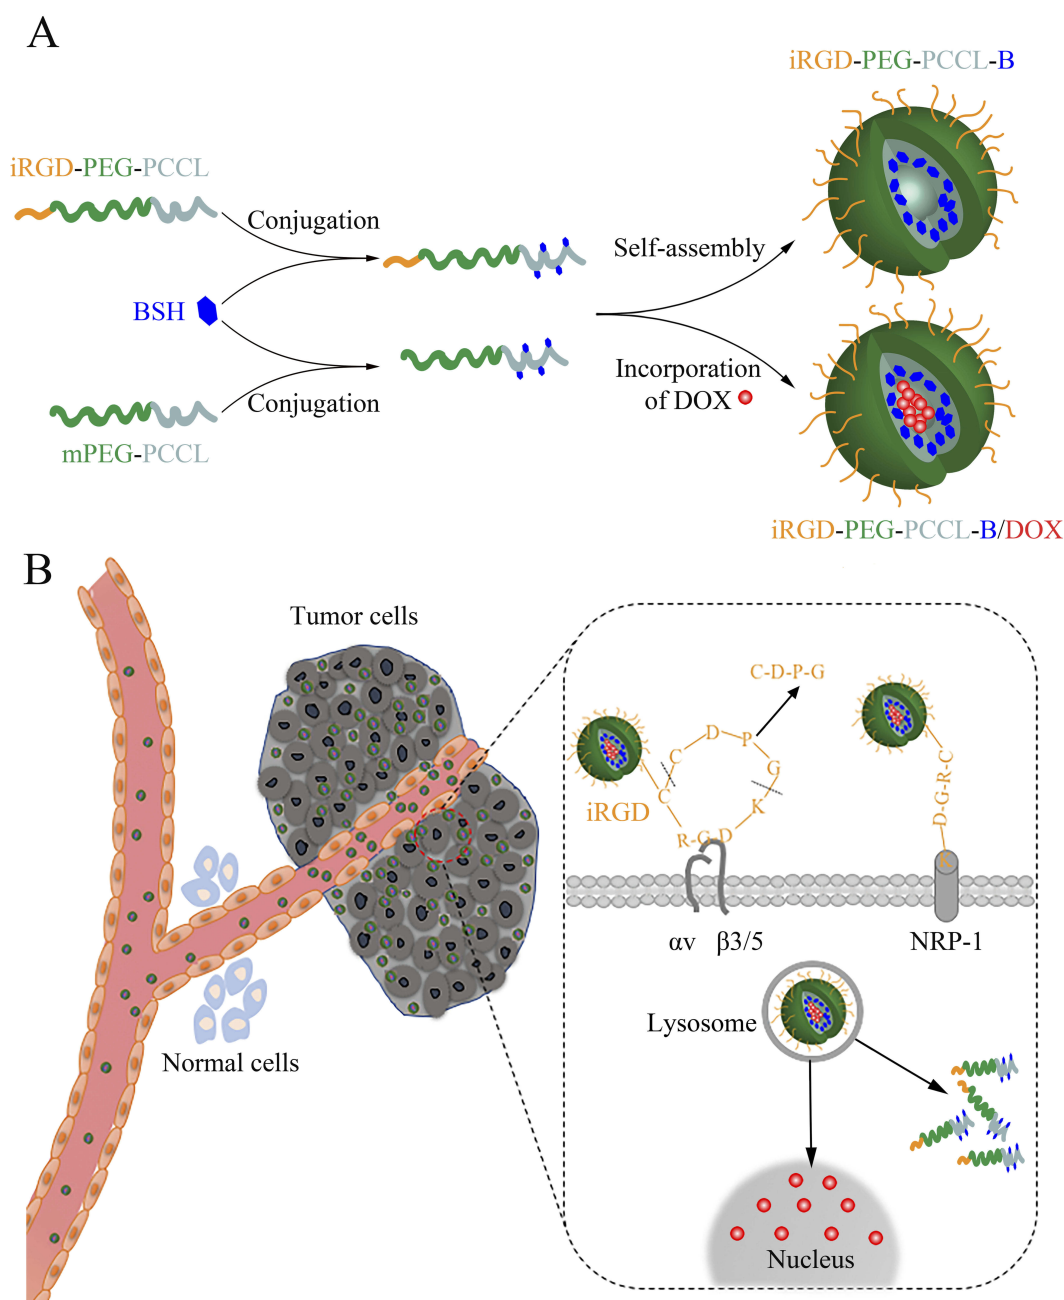 A
iRGD-PEG-PCCL-B
iRGD-PEG-PCCL
Conjugation
Self-assembly
BSH
Incorporation
of DOX
Conjugation
mPEG-PCCL
iRGD-PEG-PCCL-B/DOX
B
Tumor cells
C-D-P-G
D
P
C
G
C
K
iRGD
R-G-D
C
D-G-R-
K
αv
β3/5
NRP-1
Lysosome
Normal cells
Nucleus